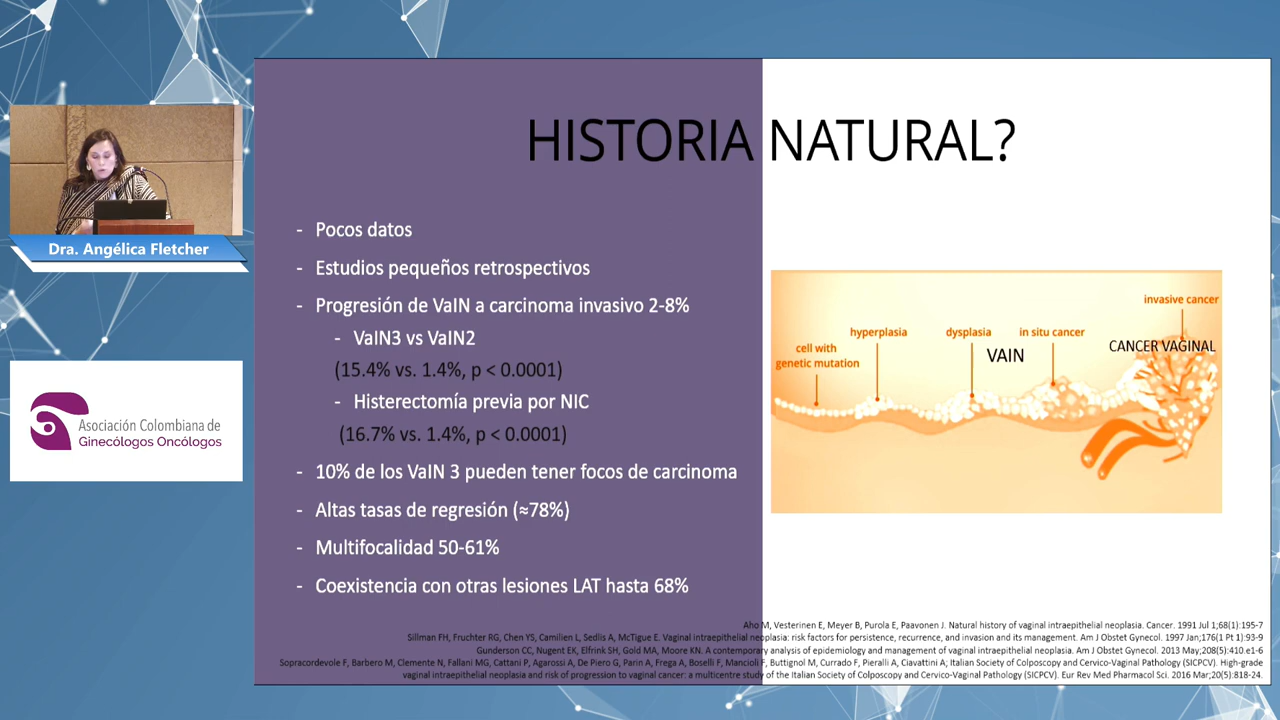 HISTORIA NATURAL?
Dra. Angélica Fletcher
Asociación Colombiana de
Ginecólogos Oncólogos
- Pocos datos
- Estudios pequeños retrospectivos
- Progresión de VaIN a carcinoma invasivo 2-8%
- VaIN3 vs VaIN2
(15.4% vs. 1.4%, p < 0.0001)
- Histerectomía previa por NIC
(16.7% vs. 1.4%, p < 0.0001)
- 10% de los VaIN 3 pueden tener focos de carcinoma
- Altas tasas de regresión (≈78%)
- Multifocalidad 50-61%
- Coexistencia con otras lesiones LAT hasta 68%
cell with
genetic mutation
hyperplasia
dysplasia
in situ cancer
invasive cancer
VAIN
CANCER VAGINAL
Aho M, Vesterinen E, Meyer B, Purola E, Paavonen J. Natural history of vaginal intraepithelial neoplasia. Cancer. 1991 Jul 1;68(1):195-7
Sillman FH, Fruchter RG, Chen YS, Camilien L, Sedlis A, McTigue E. Vaginal intraepithelial neoplasia: risk factors for persistence, recurrence, and invasion and its management. Am J Obstet Gynecol. 1997 Jan;176(1 Pt 1):93-9
Gunderson CC, Nugent EK, Elfrink SH, Gold MA, Moore KN. A contemporary analysis of epidemiology and management of vaginal intraepithelial neoplasia. Am J Obstet Gynecol. 2013 May;208(5):410.e1-6
Sopracordevole F, Barbero M, Clemente N, Fallani MG, Cattani P, Agarossi A, De Piero G, Parin A, Frega A, Boselli F, Mancioli F, Buttignol M, Currado F, Pieralli A, Ciavattini A; Italian Society of Colposcopy and Cervico-Vaginal Pathology (SICPCV). High-grade
vaginal intraepithelial neoplasia and risk of progression to vaginal cancer: a multicentre study of the Italian Society of Colposcopy and Cervico-Vaginal Pathology (SICPCV). Eur Rev Med Pharmacol Sci. 2016 Mar;20(5):818-24.